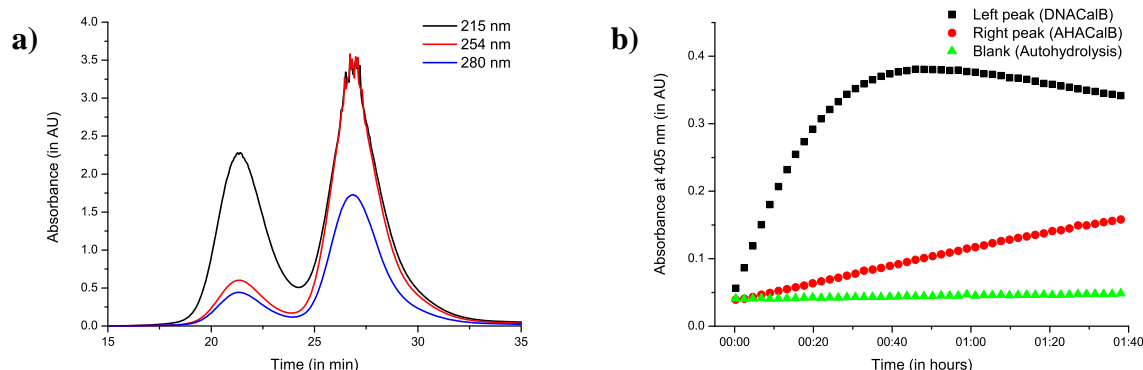 a)
Absorbance (in AU)
4.0
3.5
3.0
2.5
2.0
1.5
1.0
0.5
0.0
15
20
25
30
35
Time (in min)
215 nm
254 nm
280 nm
b)
Left peak (DNACalB)
Right peak (AHACalB)
Blank (Autohydrolysis)
Absorbance at 405 nm (in AU)
0.4
0.3
0.2
0.1
0.0
00:00
00:20
00:40
01:00
01:20
01:40
Time (in hours)